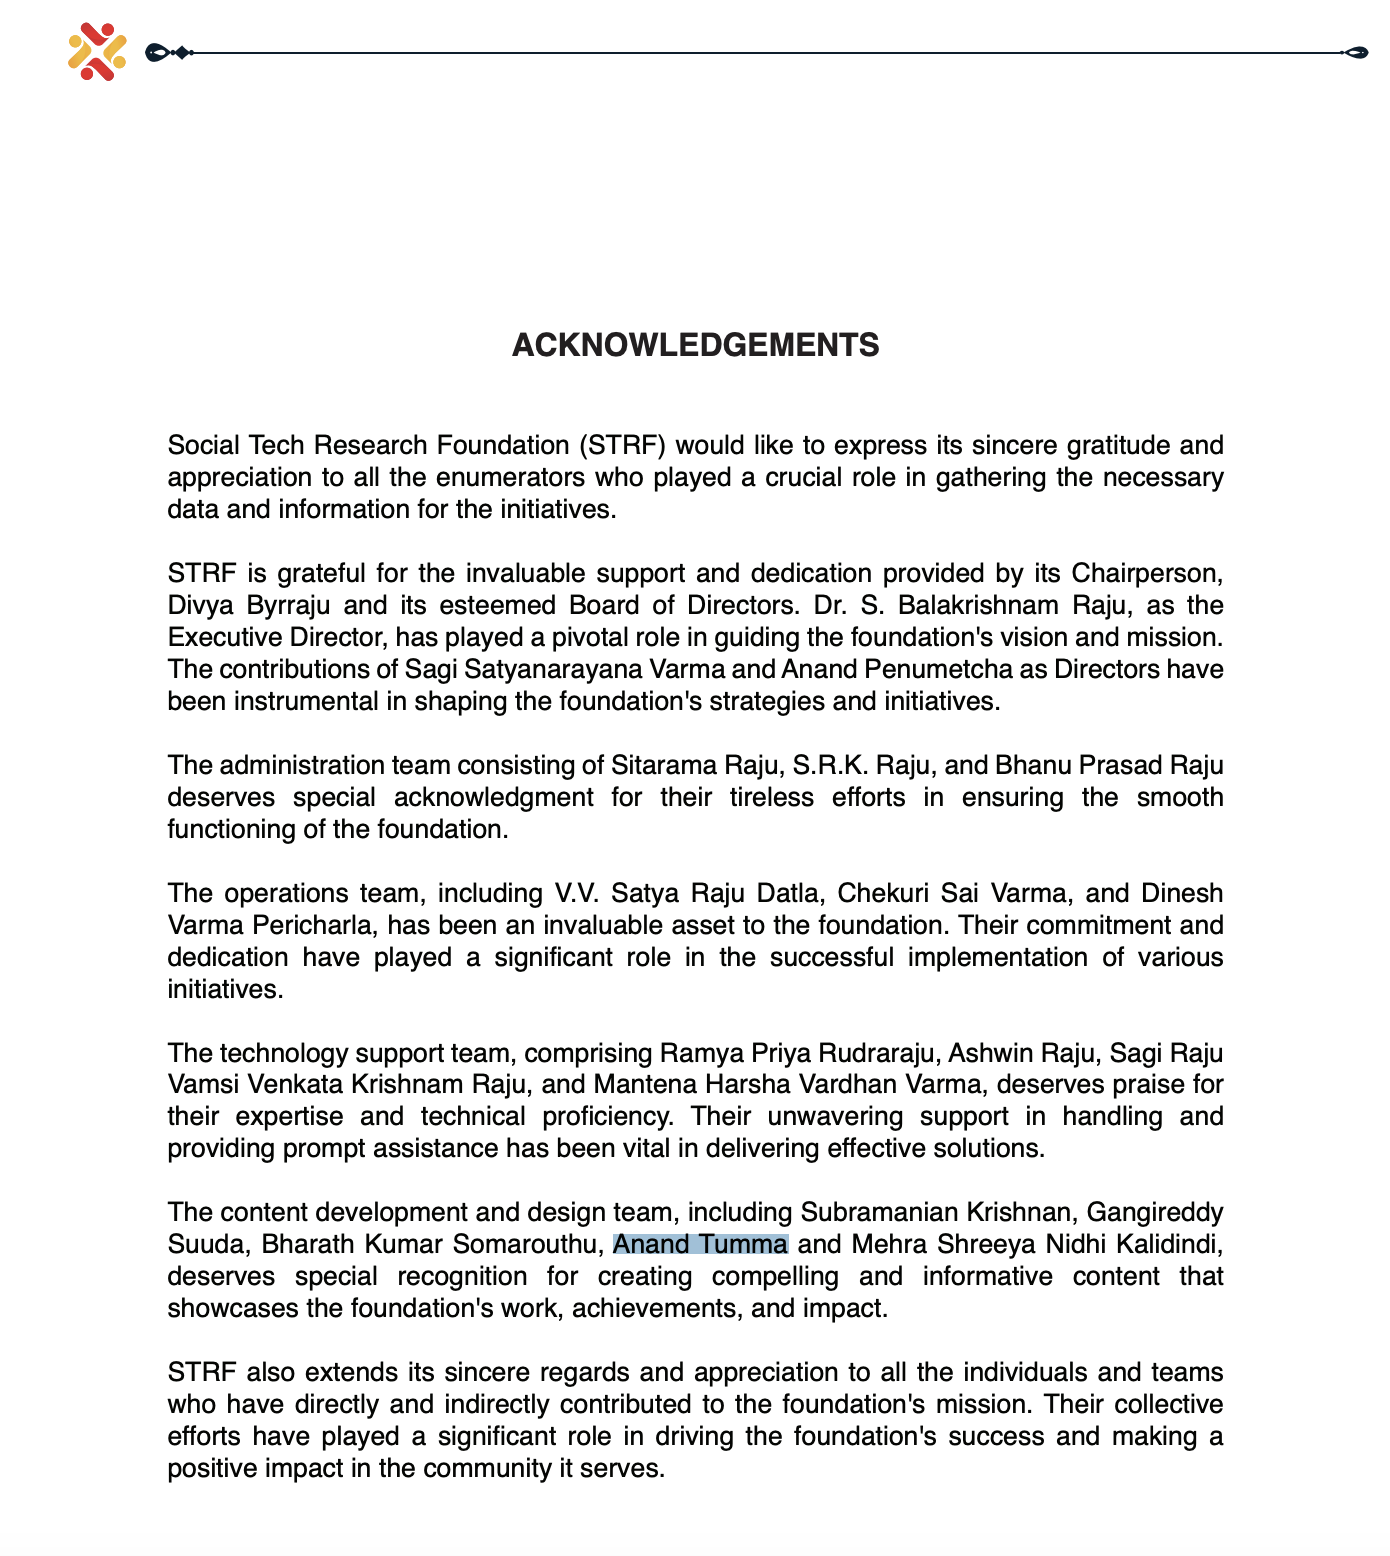 ACKNOWLEDGEMENTS
Social Tech Research Foundation (STRF) would like to express its sincere gratitude and
appreciation to all the enumerators who played a crucial role in gathering the necessary
data and information for the initiatives.
STRF is grateful for the invaluable support and dedication provided by its Chairperson,
Divya Byrraju and its esteemed Board of Directors. Dr. S. Balakrishnam Raju, as the
Executive Director, has played a pivotal role in guiding the foundation's vision and mission.
The contributions of Sagi Satyanarayana Varma and Anand Penumetcha as Directors have
been instrumental in shaping the foundation's strategies and initiatives.
The administration team consisting of Sitarama Raju, S.R.K. Raju, and Bhanu Prasad Raju
deserves special acknowledgment for their tireless efforts in ensuring the smooth
functioning of the foundation.
The operations team, including V.V. Satya Raju Datla, Chekuri Sai Varma, and Dinesh
Varma Pericharla, has been an invaluable asset to the foundation. Their commitment and
dedication have played a significant role in the successful implementation of various
initiatives.
The technology support team, comprising Ramya Priya Rudraraju, Ashwin Raju, Sagi Raju
Vamsi Venkata Krishnam Raju, and Mantena Harsha Vardhan Varma, deserves praise for
their expertise and technical proficiency. Their unwavering support in handling and
providing prompt assistance has been vital in delivering effective solutions.
The content development and design team, including Subramanian Krishnan, Gangireddy
Suuda, Bharath Kumar Somarouthu, Anand Tumma and Mehra Shreeya Nidhi Kalidindi,
deserves special recognition for creating compelling and informative content that
showcases the foundation's work, achievements, and impact.
STRF also extends its sincere regards and appreciation to all the individuals and teams
who have directly and indirectly contributed to the foundation's mission. Their collective
efforts have played a significant role in driving the foundation's success and making a
positive impact in the community it serves.